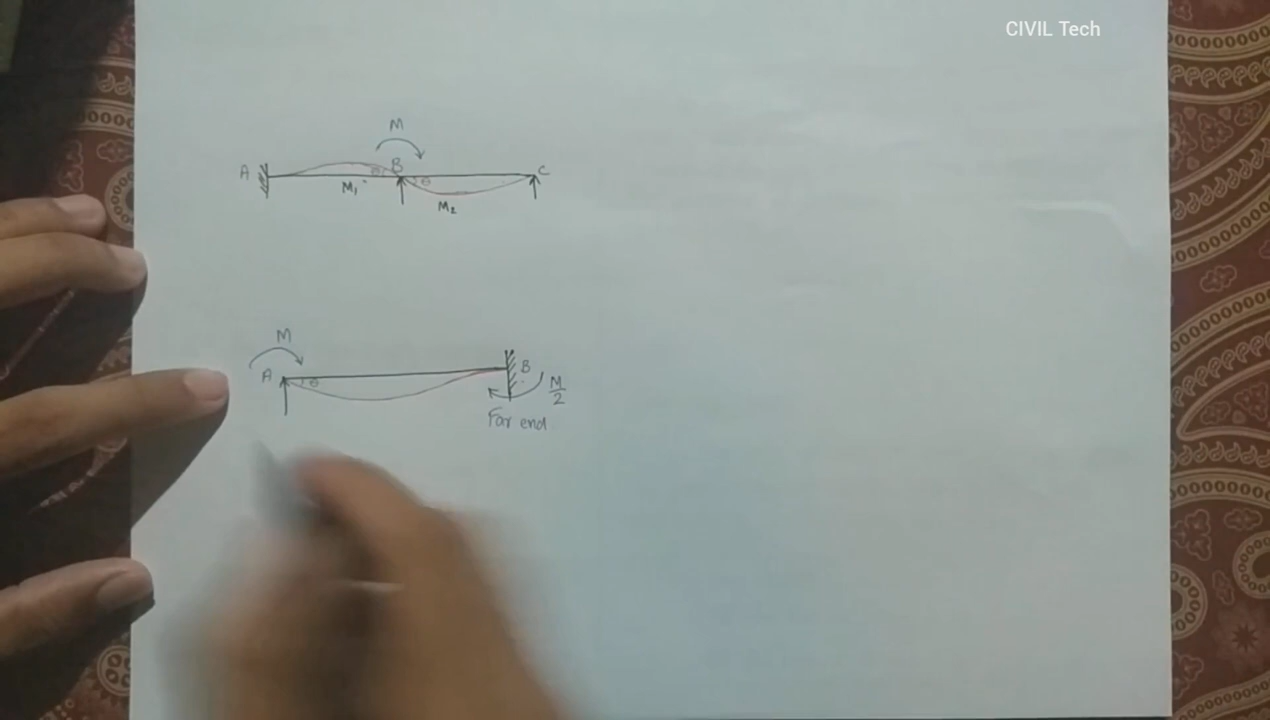 CIVIL Tech
M
A B C
θ θ
M₁ M₂
M
A θ B
M/2
Far end